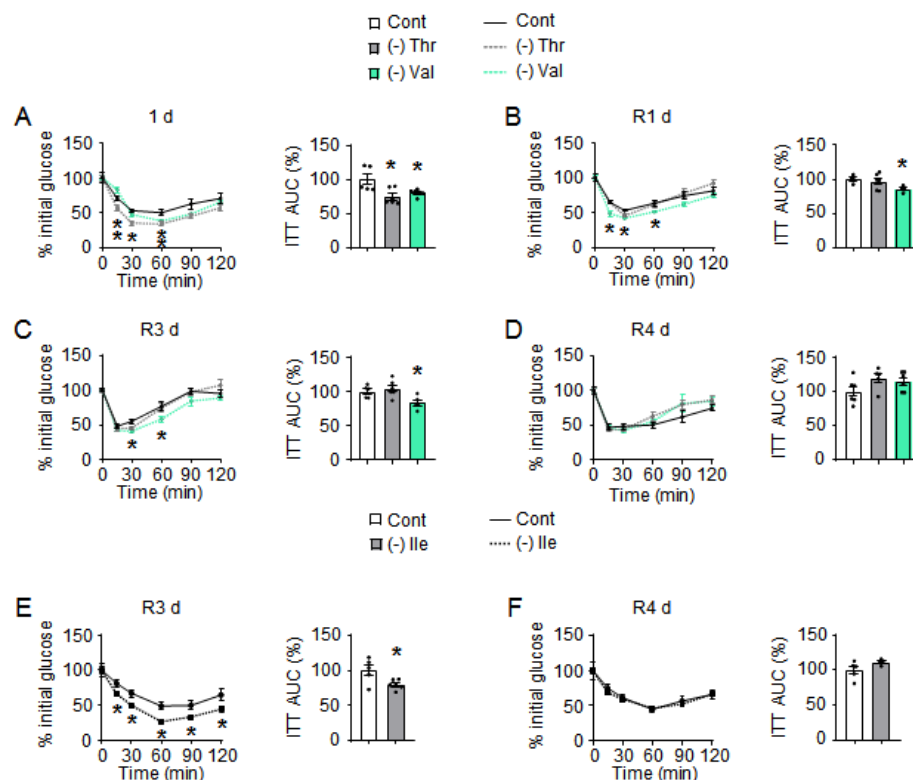 Cont Cont
(-) Thr (-) Thr
(-) Val (-) Val
A 1 d
% initial glucose
150
100
50
0
* * * * *
0 30 60 90 120
Time (min)
ITT AUC (%)
150
100
50
0
* *
B R1 d
% initial glucose
150
100
50
0
* * *
0 30 60 90 120
Time (min)
ITT AUC (%)
150
100
50
0
*
C R3 d
% initial glucose
150
100
50
0
* *
0 30 60 90 120
Time (min)
ITT AUC (%)
150
100
50
0
*
D R4 d
% initial glucose
150
100
50
0
0 30 60 90 120
Time (min)
ITT AUC (%)
150
100
50
0
Cont Cont
(-) Ile (-) Ile
E R3 d
% initial glucose
150
100
50
0
* * * * *
0 30 60 90 120
Time (min)
ITT AUC (%)
150
100
50
0
*
F R4 d
% initial glucose
150
100
50
0
0 30 60 90 120
Time (min)
ITT AUC (%)
150
100
50
0